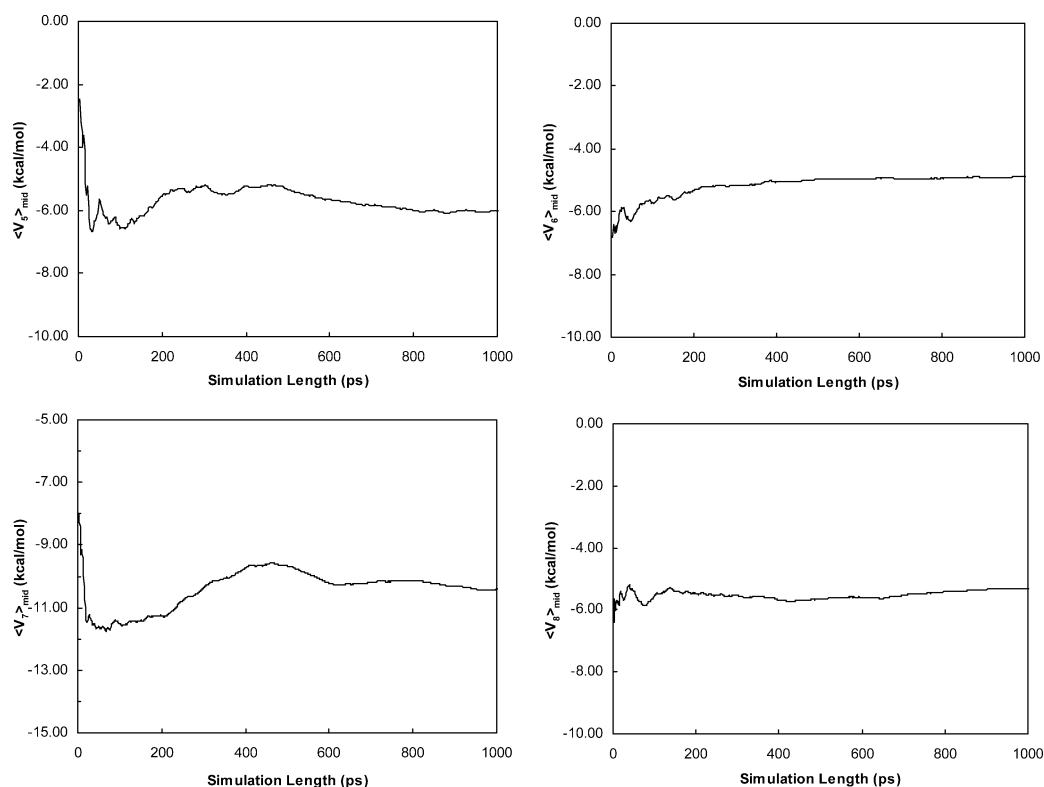 0.00
-2.00
-4.00
-6.00
-8.00
-10.00
<V5>mid (kcal/mol)
0 200 400 600 800 1000
Simulation Length (ps)
0.00
-2.00
-4.00
-6.00
-8.00
-10.00
<V6>mid (kcal/mol)
0 200 400 600 800 1000
Simulation Length (ps)
-5.00
-7.00
-9.00
-11.00
-13.00
-15.00
<V7>mid (kcal/mol)
0 200 400 600 800 1000
Simulation Length (ps)
0.00
-2.00
-4.00
-6.00
-8.00
-10.00
<V8>mid (kcal/mol)
0 200 400 600 800 1000
Simulation Length (ps)